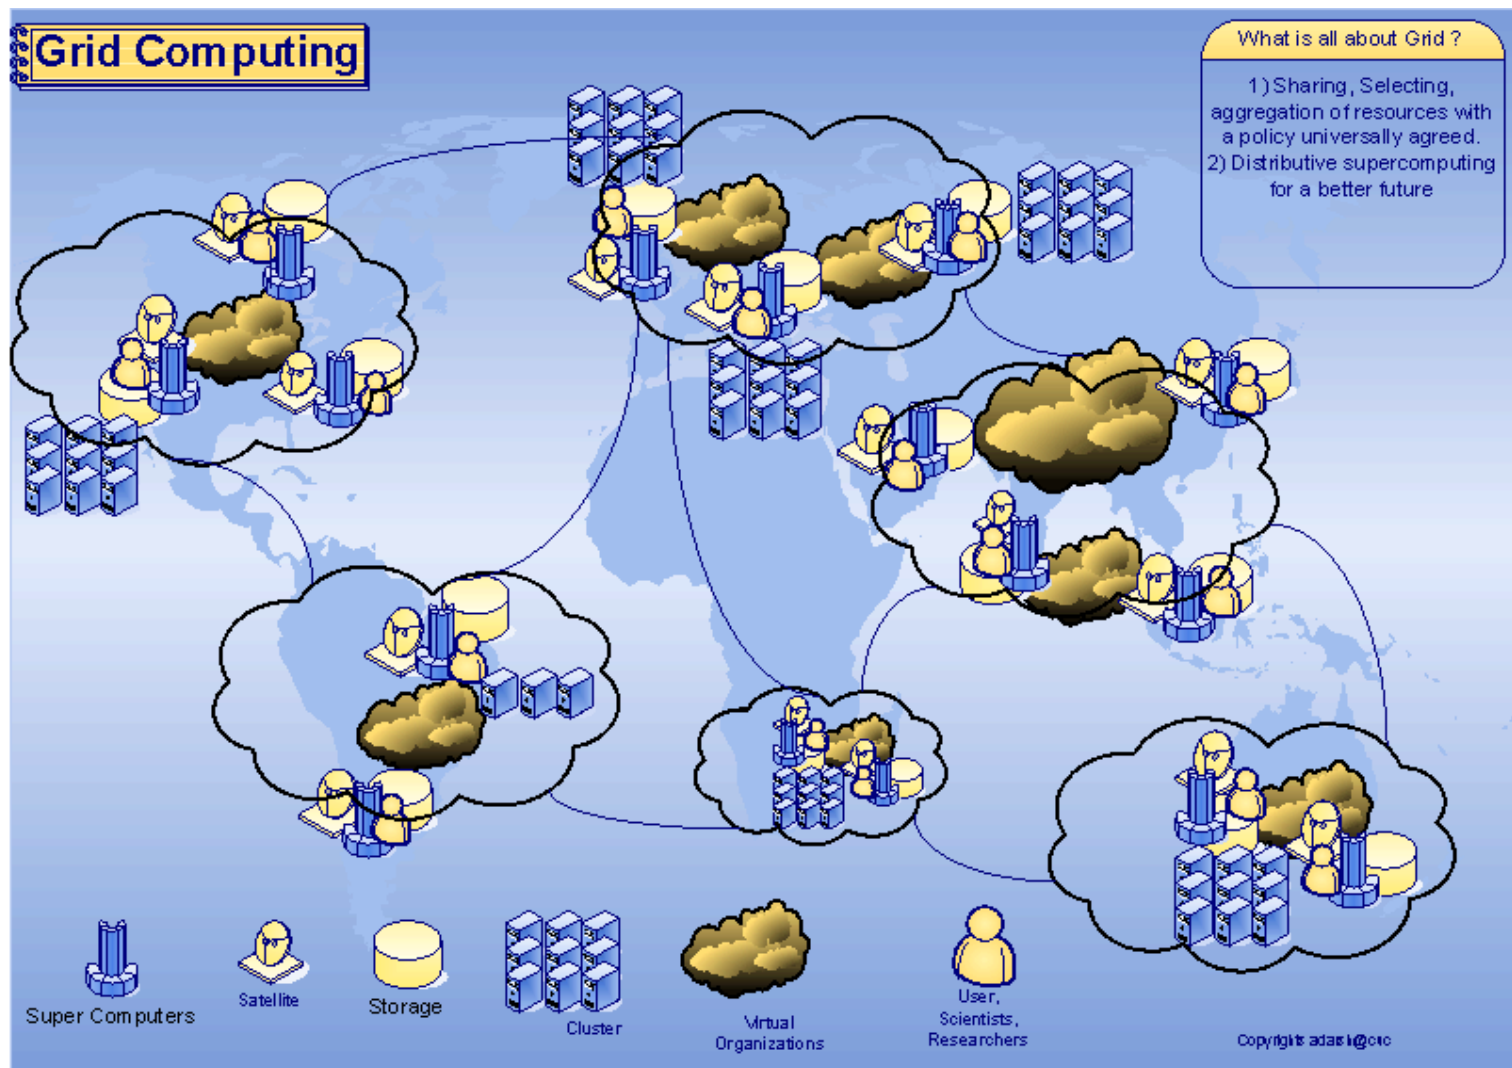 Grid Computing
What is all about Grid ?
1) Sharing, Selecting,
aggregation of resources with
a policy universally agreed.
2) Distributive supercomputing
for a better future
Super Computers
Satellite
Storage
Cluster
Virtual
Organizations
User,
Scientists,
Researchers
Copyrights